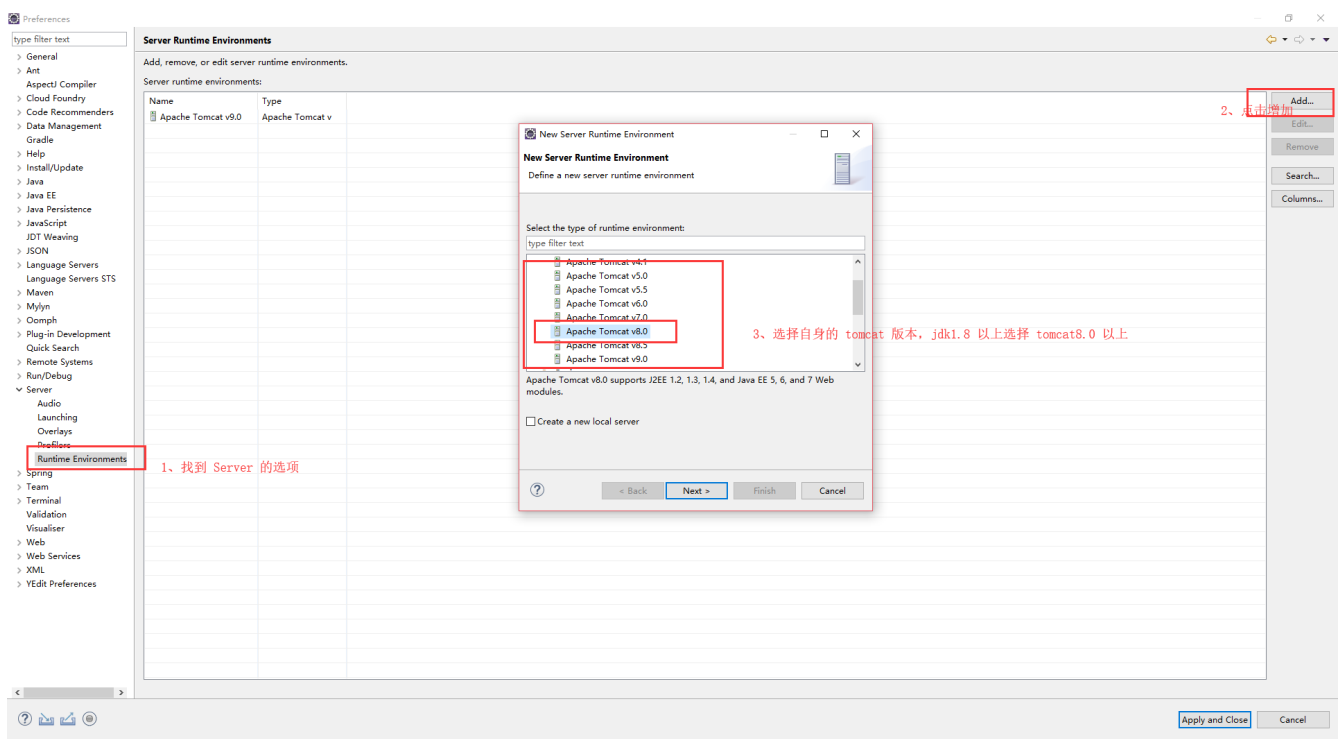 Preferences
type filter text
Server Runtime Environments
General
Add, remove, or edit server runtime environments.
Ant
AspectJ Compiler
Server runtime environments:
Cloud Foundry
Name Type
Add...
Code Recommenders
2、点击增加
Apache Tomcat v9.0 Apache Tomcat v
Edit...
Data Management
Gradle
New Server Runtime Environment
Remove
Help
New Server Runtime Environment
Install/Update
Define a new server runtime environment
Search...
Java
Java EE
Columns...
Java Persistence
JavaScript
Select the type of runtime environment:
JDT Weaving
type filter text
JSON
Language Servers
Apache Tomcat v4.1
Language Servers STS
Apache Tomcat v5.0
Maven
Apache Tomcat v5.5
Mylyn
Apache Tomcat v6.0
Oomph
Apache Tomcat v7.0
Plug-in Development
Apache Tomcat v8.0
3、选择自身的 tomcat 版本，jdk1.8 以上选择 tomcat8.0 以上
Quick Search
Apache Tomcat v8.5
Remote Systems
Apache Tomcat v9.0
Run/Debug
Apache Tomcat v8.0 supports J2EE 1.2, 1.3, 1.4, and Java EE 5, 6, and 7 Web
modules.
Server
Audio
Launching
Create a new local server
Overlays
Profilers
Runtime Environments
1、找到 Server 的选项
Spring
Team
< Back Next > Finish Cancel
Terminal
Validation
Visualiser
Web
Web Services
XML
YEdit Preferences
Apply and Close Cancel